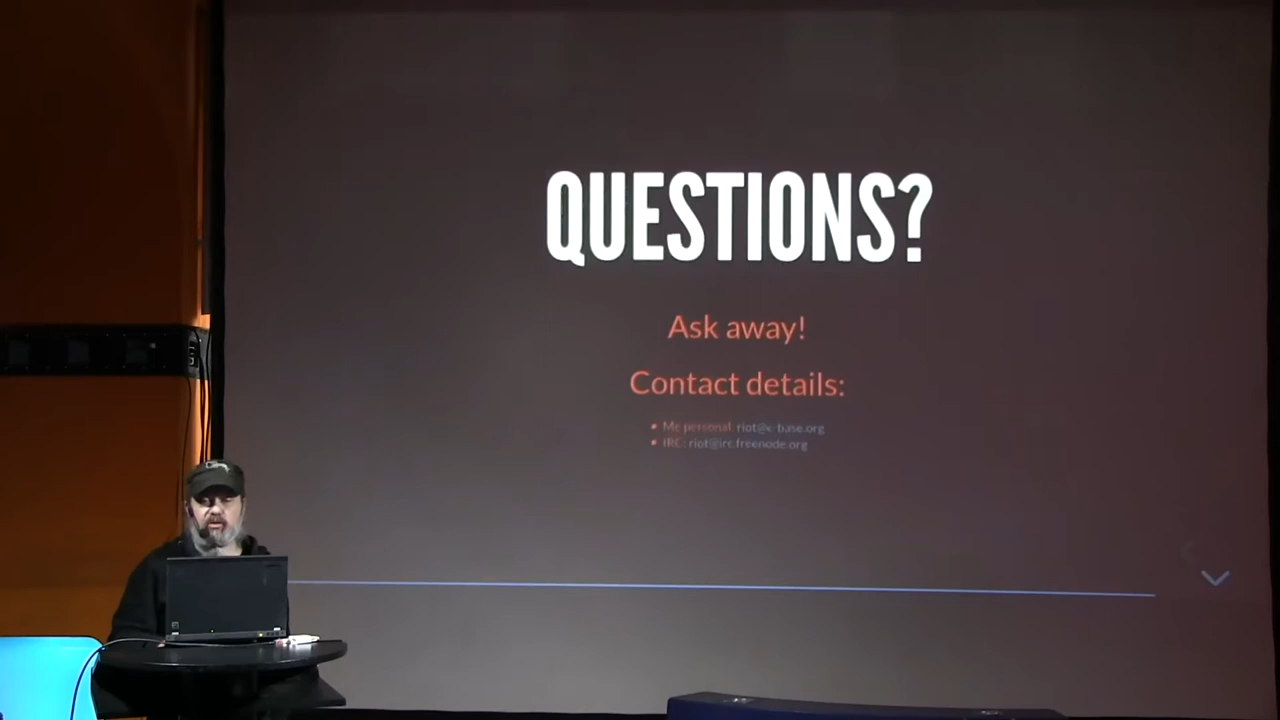 QUESTIONS?
Ask away!
Contact details:
Me personal: riot@c-base.org
IRC: riot@irc.freenode.org